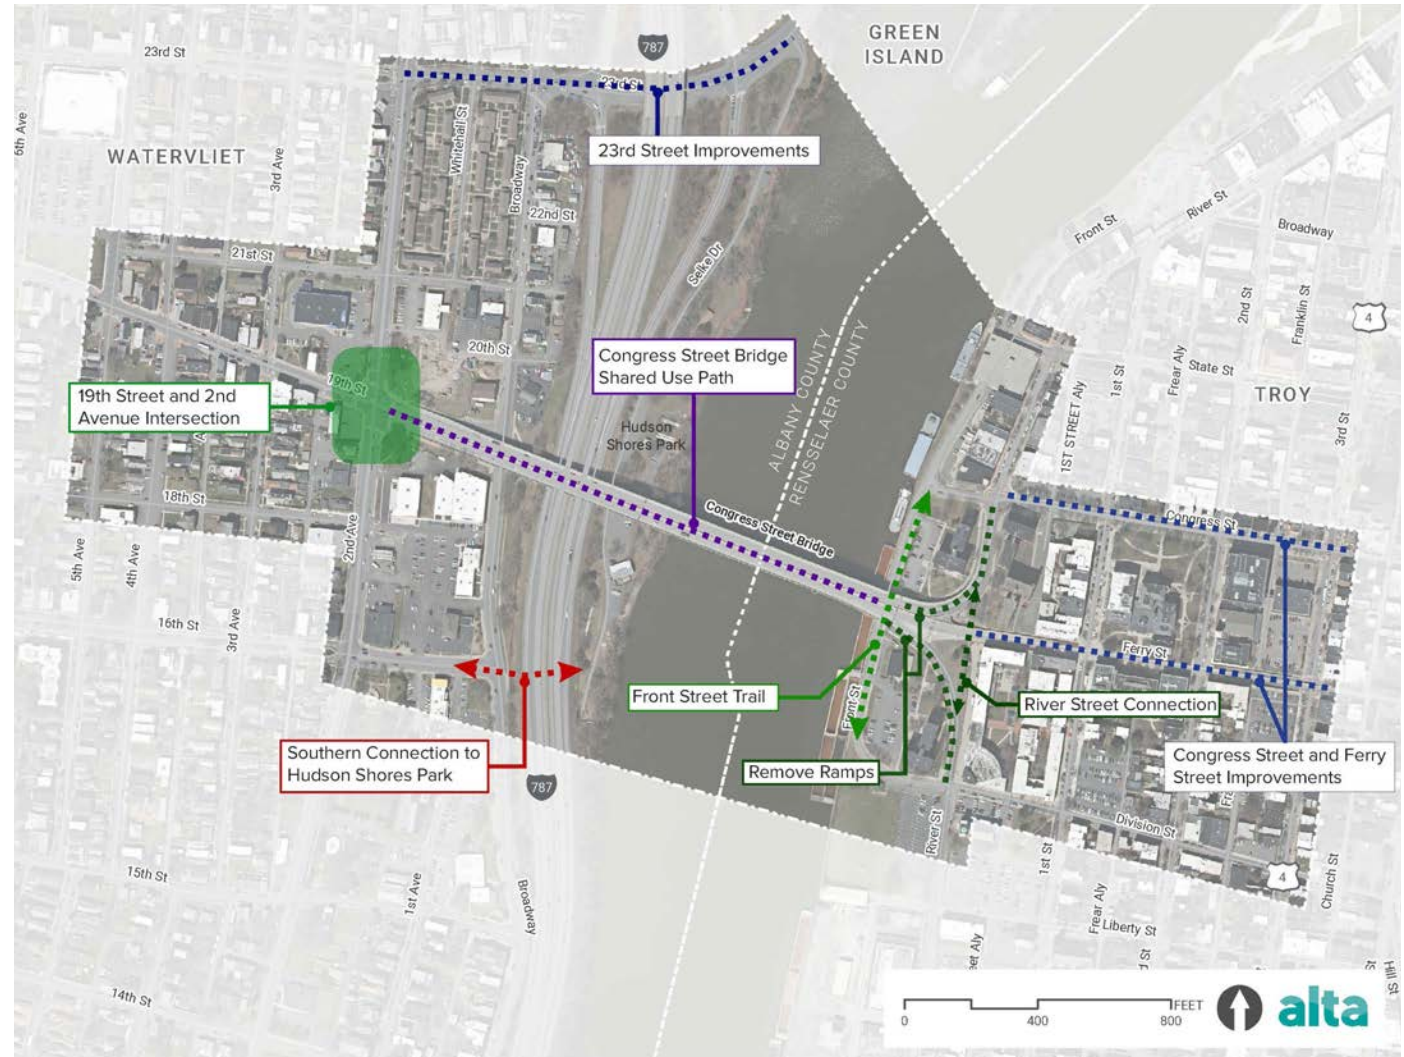 GREEN
ISLAND
23rd St
787
23rd St
6th Ave
WATERVLIET
3rd Ave
Whitehall St
Broadway
23rd Street Improvements
22nd St
River St
Front St
Broadway
21st St
Selke Dr
2nd St
Franklin St
4
20th St
ALBANY COUNTY
RENSSELAER COUNTY
1ST STREET Aly
1st St
Frear Aly
State St
TROY
3rd St
19th St
19th Street and 2nd
Avenue Intersection
Congress Street Bridge
Shared Use Path
Hudson
Shores Park
18th St
2nd Ave
Congress Street Bridge
Congress St
5th Ave
4th Ave
16th St
3rd Ave
Ferry St
Front Street Trail
Front St
River Street Connection
Southern Connection to
Hudson Shores Park
787
Remove Ramps
Congress Street and Ferry
Street Improvements
River St
Division St
1st St
4
Church St
15th St
1st Ave
Broadway
Frear Aly
Liberty St
14th St
Hill St
0 400 800 FEET
alta